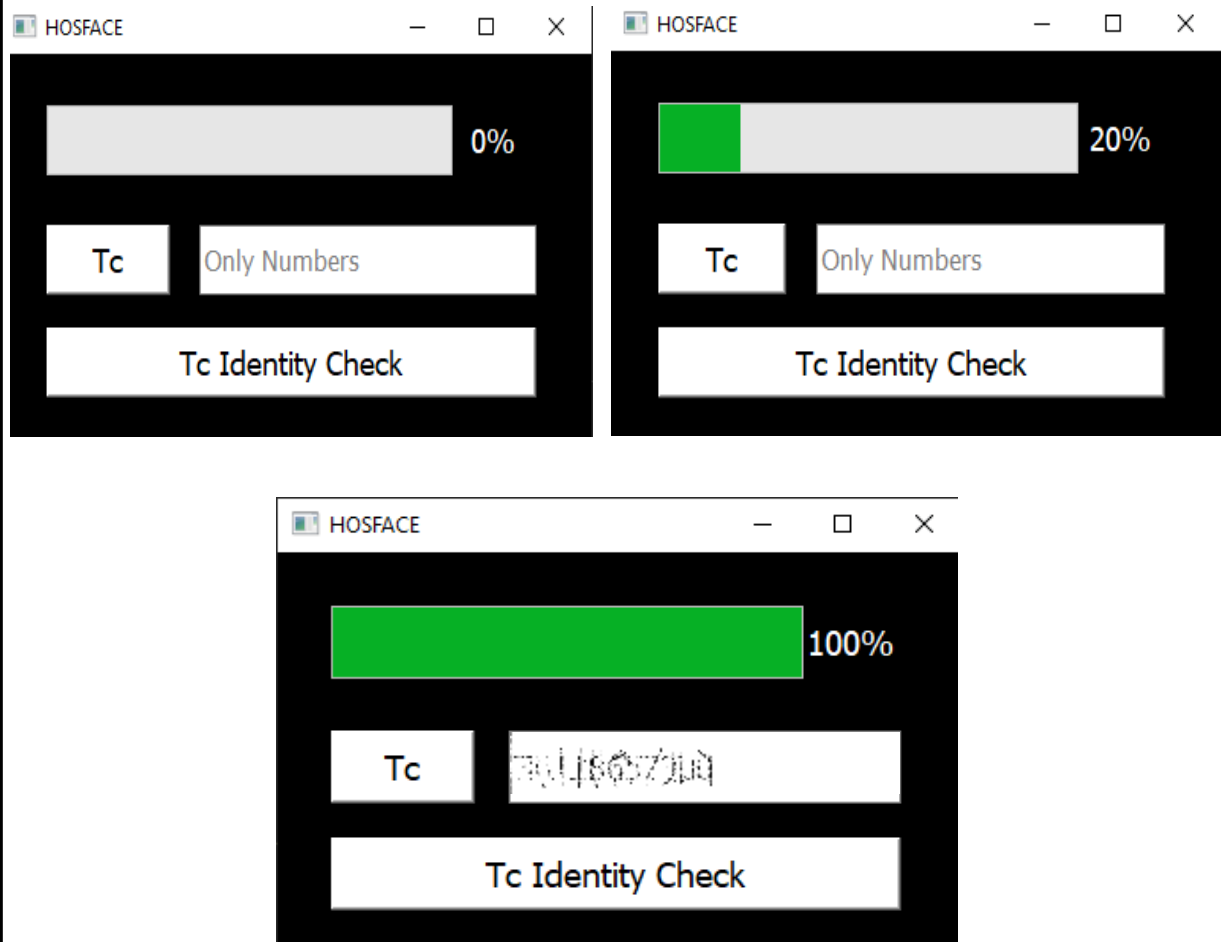 HOSFACE
0%
Tc
Only Numbers
Tc Identity Check
HOSFACE
20%
Tc
Only Numbers
Tc Identity Check
HOSFACE
100%
Tc
Tc Identity Check